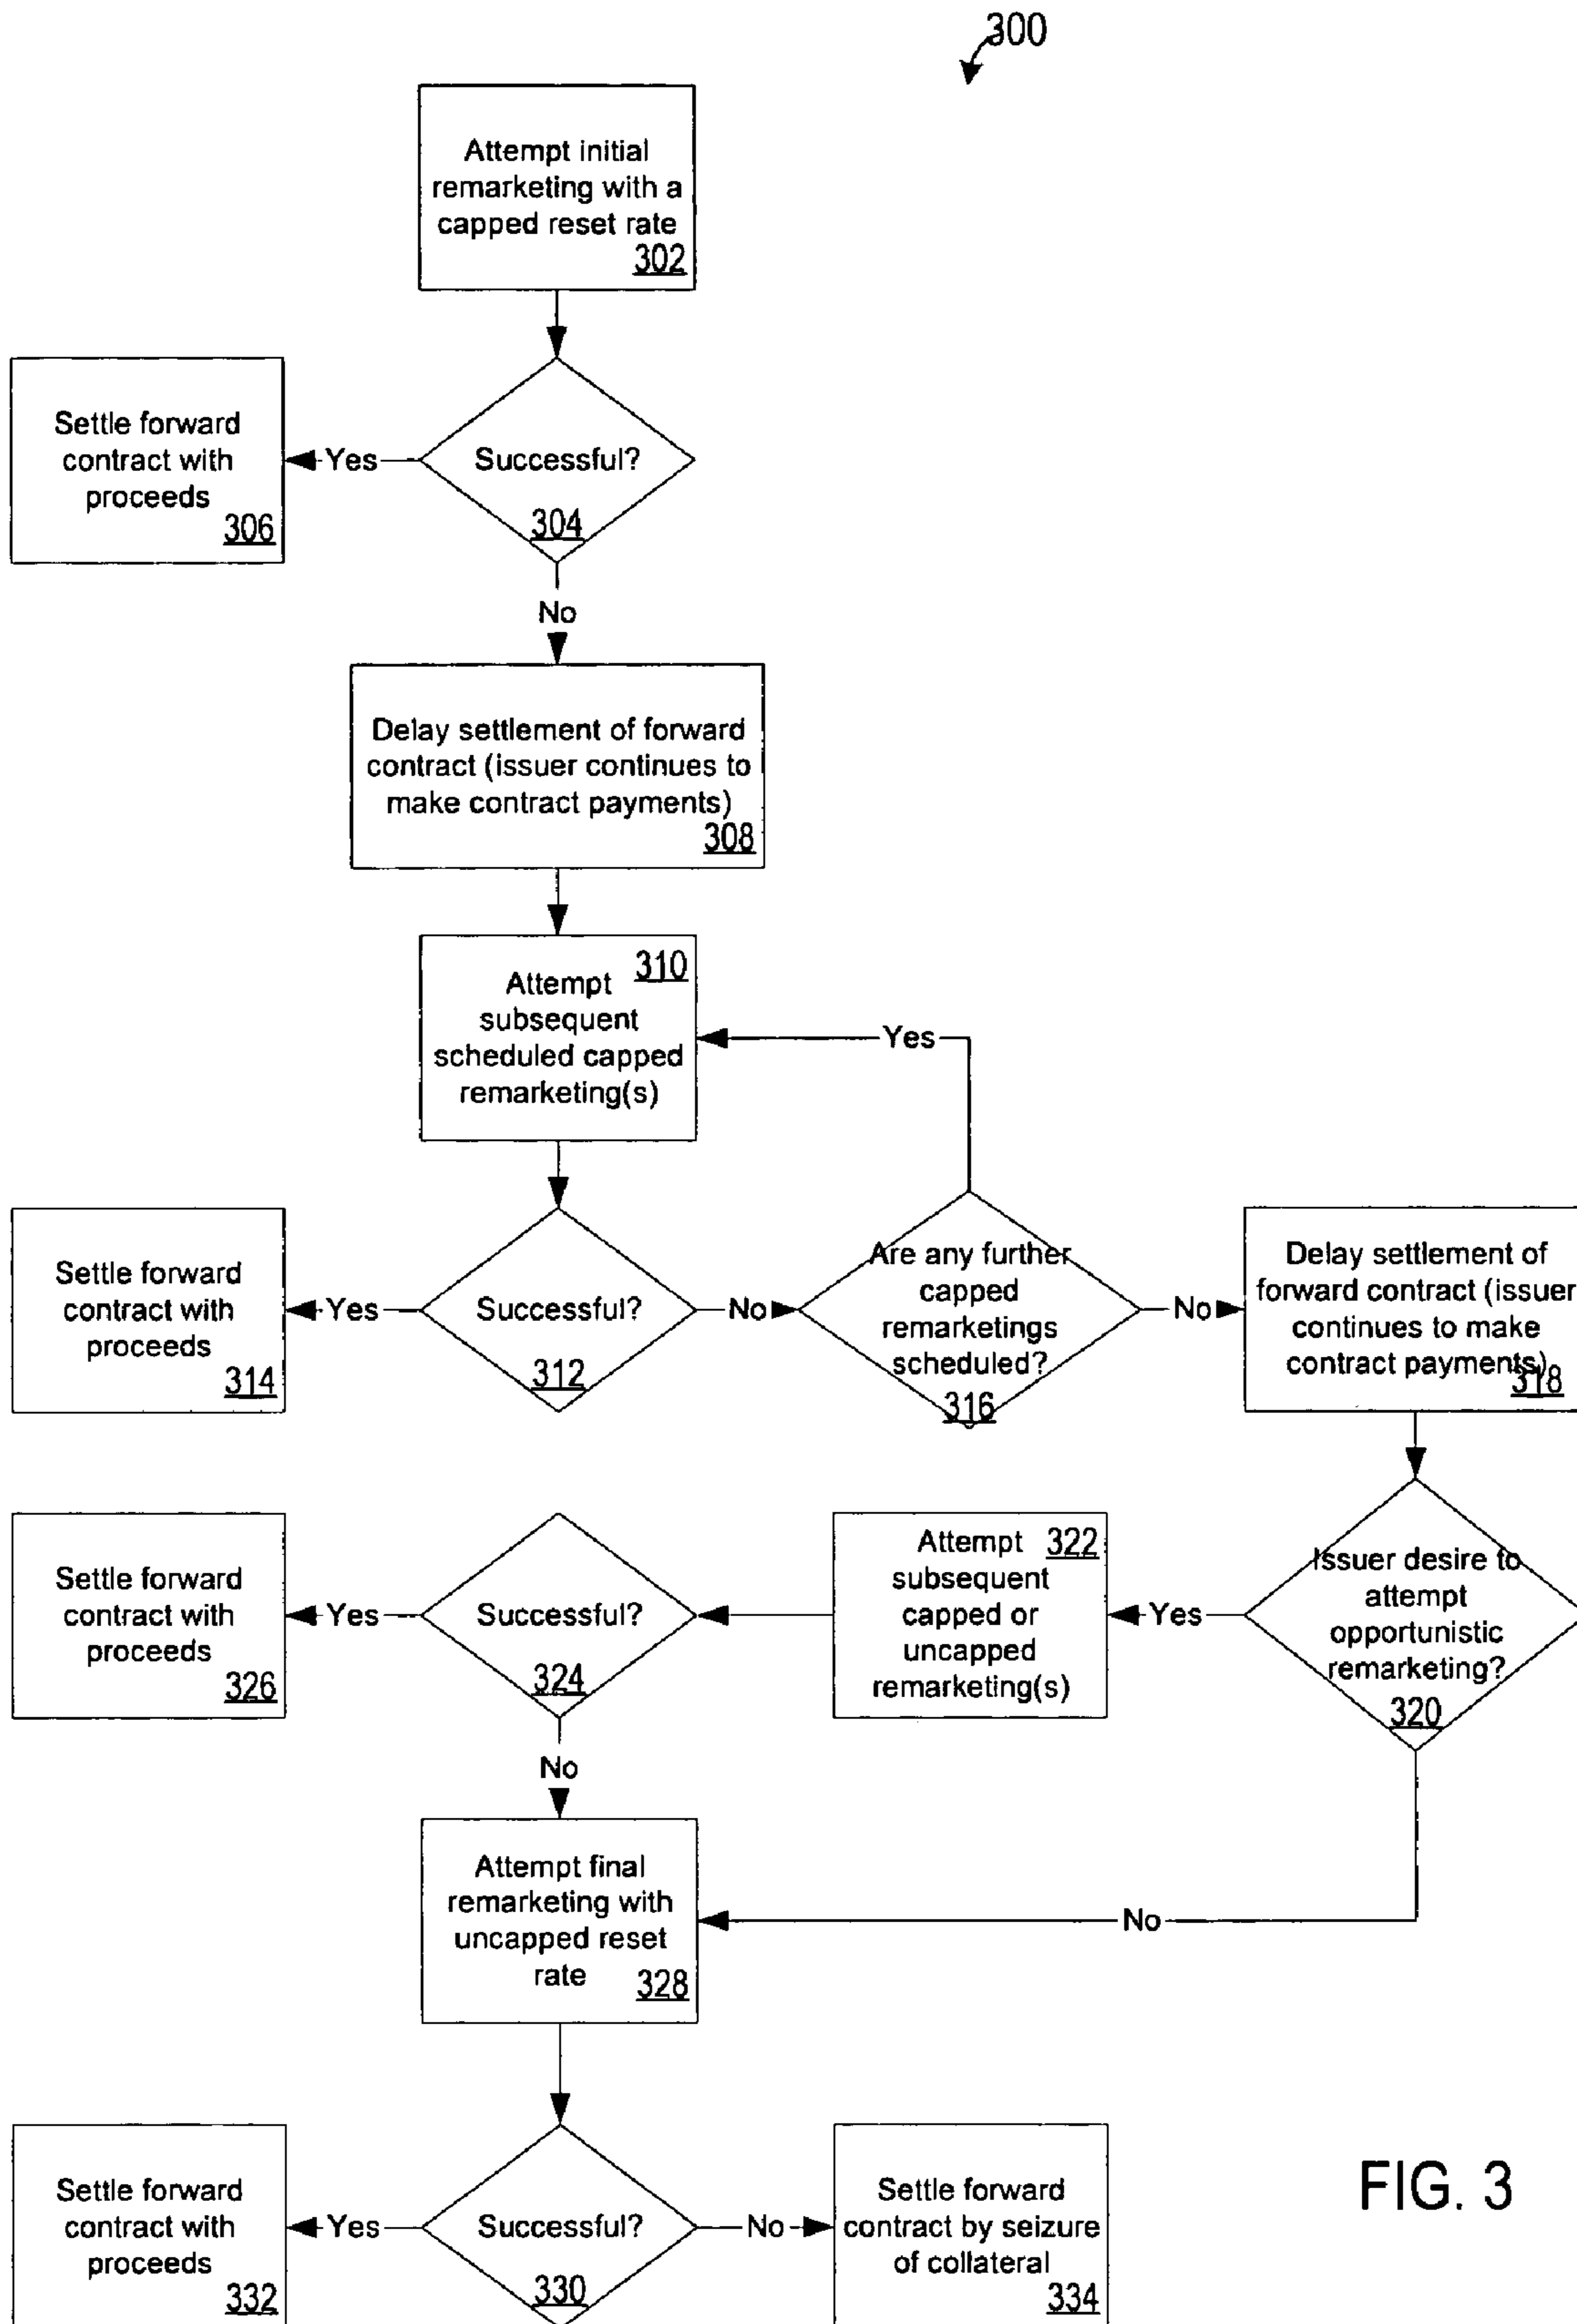 300
Attempt initial
remarketing with a
capped reset rate
302
Settle forward
contract with
proceeds
306
Yes
Successful?
304
No
Delay settlement of forward
contract (issuer continues to
make contract payments)
308
310
Attempt
subsequent
scheduled capped
remarketing(s)
Yes
Settle forward
contract with
proceeds
314
Yes
Successful?
312
No
Are any further
capped
remarketings
scheduled?
316
No
Delay settlement of
forward contract (issuer
continues to make
contract payments)
318
Settle forward
contract with
proceeds
326
Yes
Successful?
324
Attempt 322
subsequent
capped or
uncapped
remarketing(s)
Yes
Issuer desire to
attempt
opportunistic
remarketing?
320
No
Attempt final
remarketing with
uncapped reset
rate
328
No
Settle forward
contract with
proceeds
332
Yes
Successful?
330
No
Settle forward
contract by seizure
of collateral
334
FIG. 3